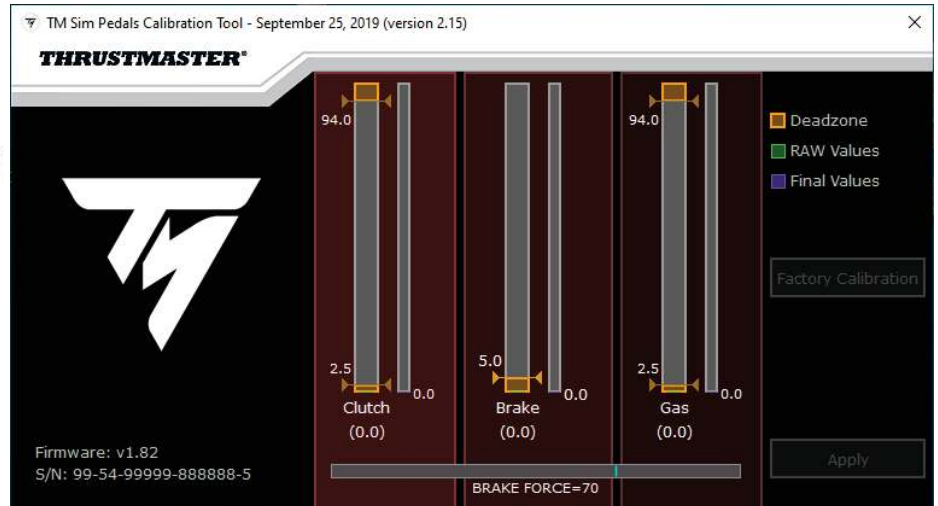 TM Sim Pedals Calibration Tool - September 25, 2019 (version 2.15)
THRUSTMASTER®
94.0
94.0
Deadzone
RAW Values
Final Values
Factory Calibration
2.5
5.0
2.5
0.0
0.0
0.0
Clutch
Brake
Gas
(0.0)
(0.0)
(0.0)
Firmware: v1.82
S/N: 99-54-99999-888888-5
Apply
BRAKE FORCE=70